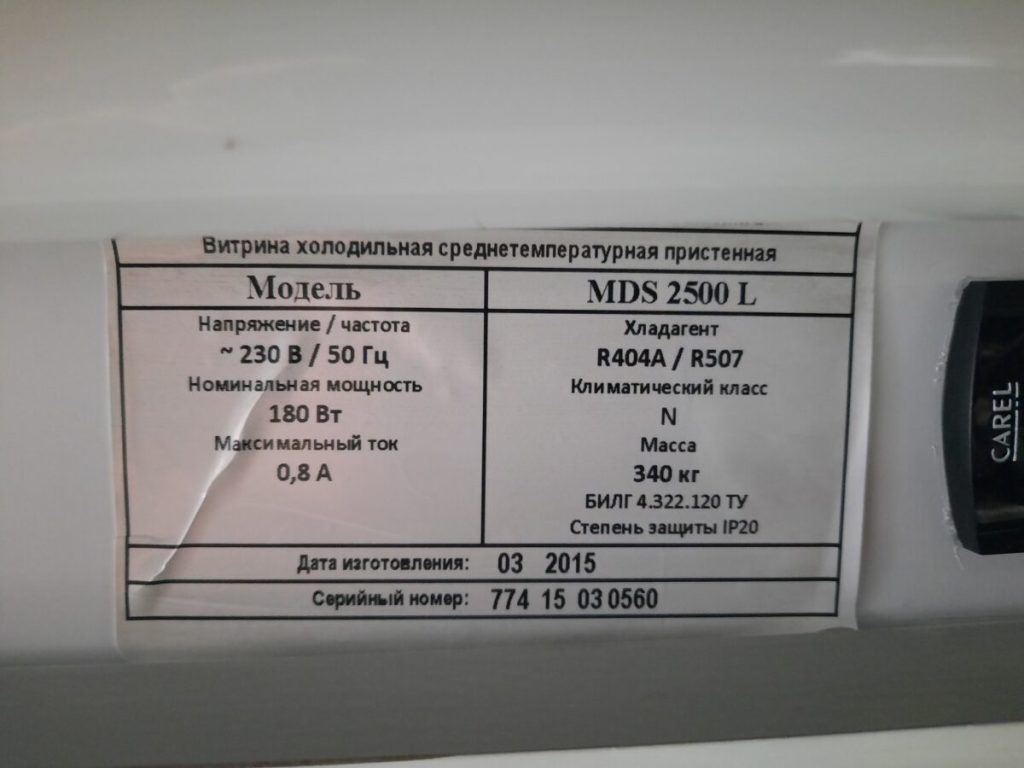 Витрина холодильная среднетемпературная пристенная
Модель
MDS 2500 L
Напряжение / частота
~ 230 В / 50 Гц
Номинальная мощность
180 Вт
Максимальный ток
0,8 А
Хладагент
R404A / R507
Климатический класс
N
Масса
340 кг
БИЛГ 4.322.120 ТУ
Степень защиты IP20
Дата изготовления: 03 2015
Серийный номер: 774 15 03 0560
CAREL